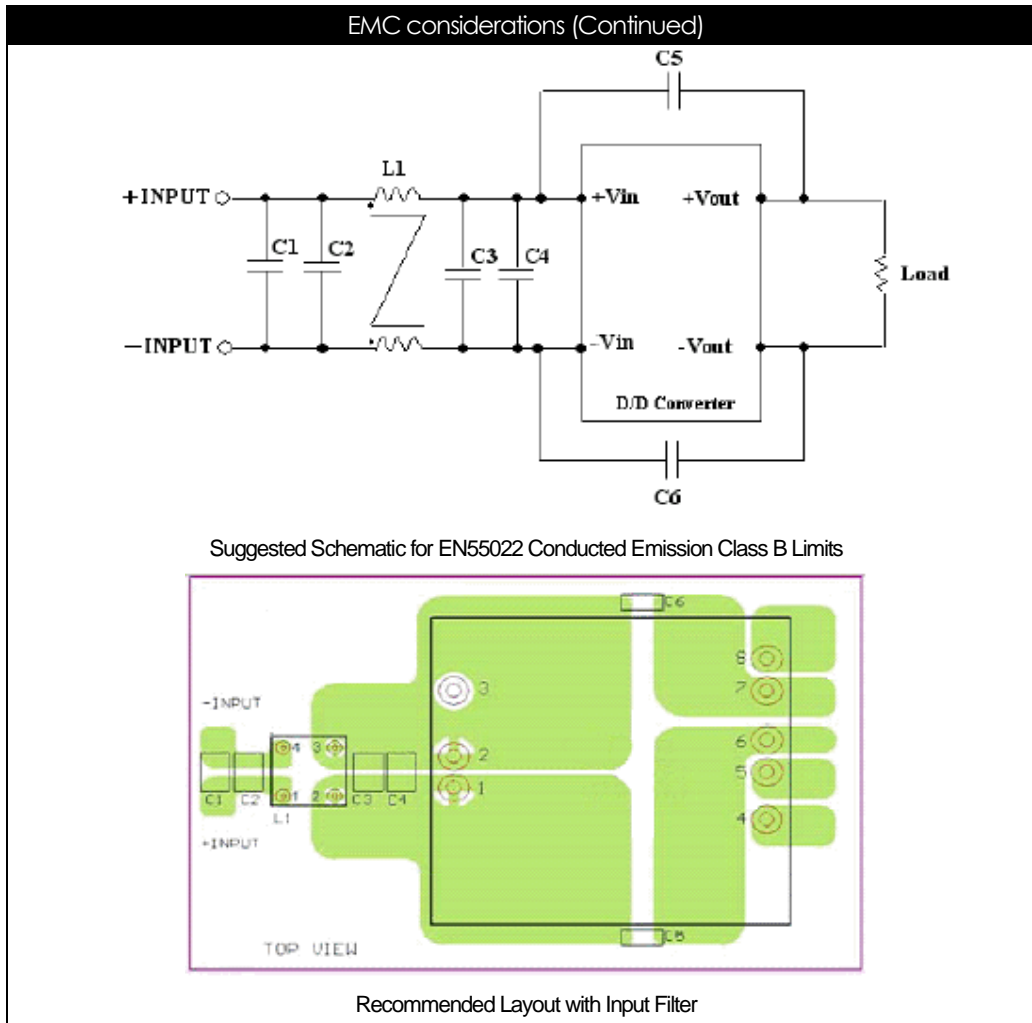 EMC considerations (Continued)
C5
L1
+INPUT
+Vin
+Vout
C1
C2
C3
C4
Load
−INPUT
−Vin
-Vout
D/D Converter
C6
Suggested Schematic for EN55022 Conducted Emission Class B Limits
C6
8
3
7
-INPUT
4
3
2
6
5
1
2
1
C1
C2
C3
C4
L1
4
+INPUT
C5
TOP VIEW
Recommended Layout with Input Filter